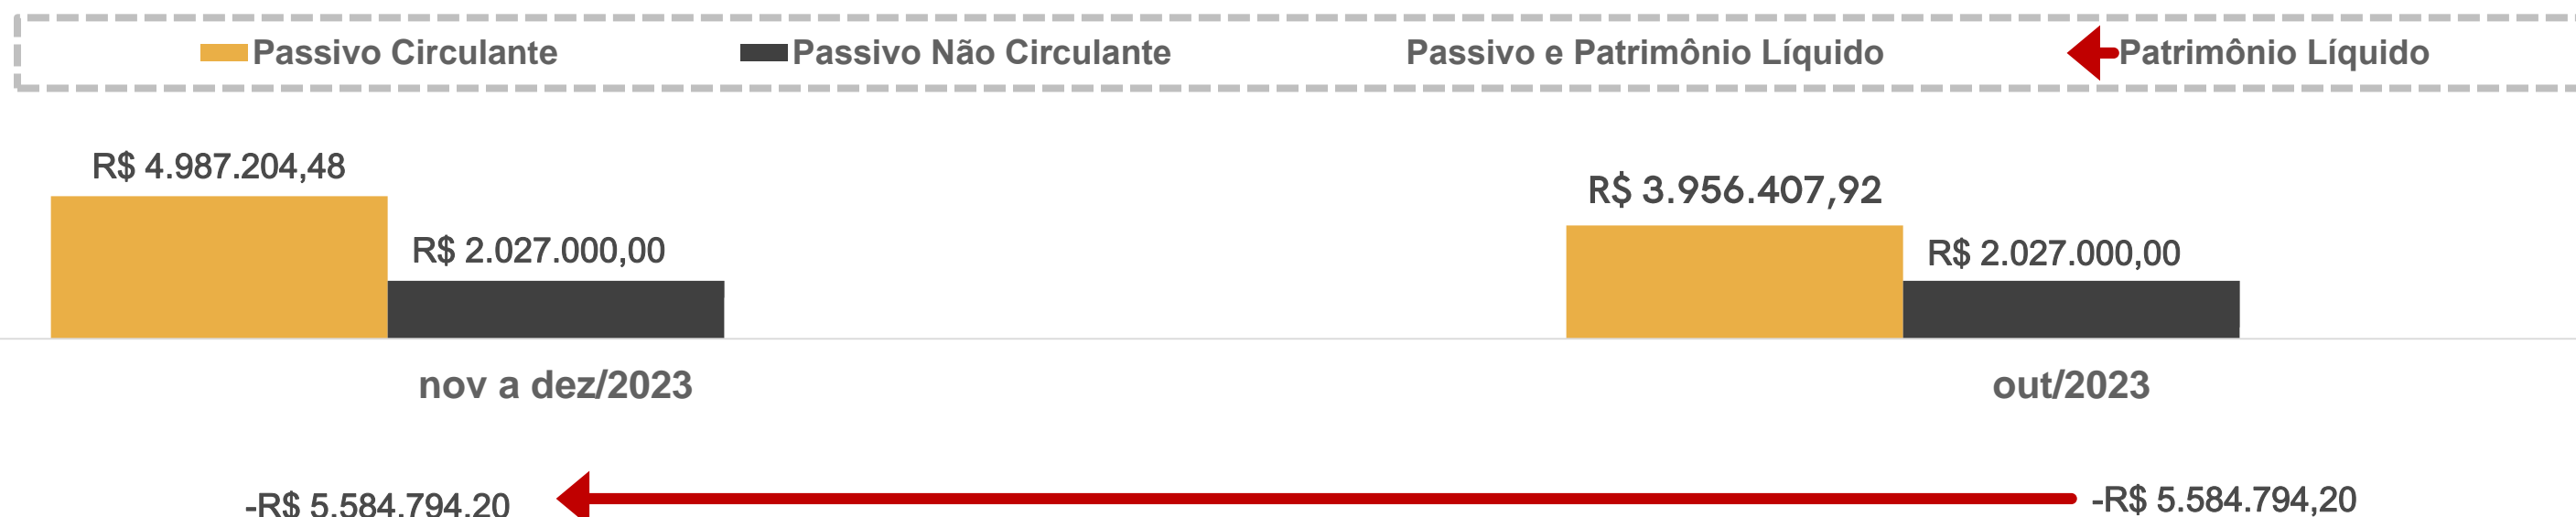 Passivo Circulante Passivo Não Circulante Passivo e Patrimônio Líquido Patrimônio Líquido
R$ 4.987.204,48
R$ 3.956.407,92
R$ 2.027.000,00 R$ 2.027.000,00
nov a dez/2023 out/2023
-R$ 5.584.794,20 -R$ 5.584.794,20